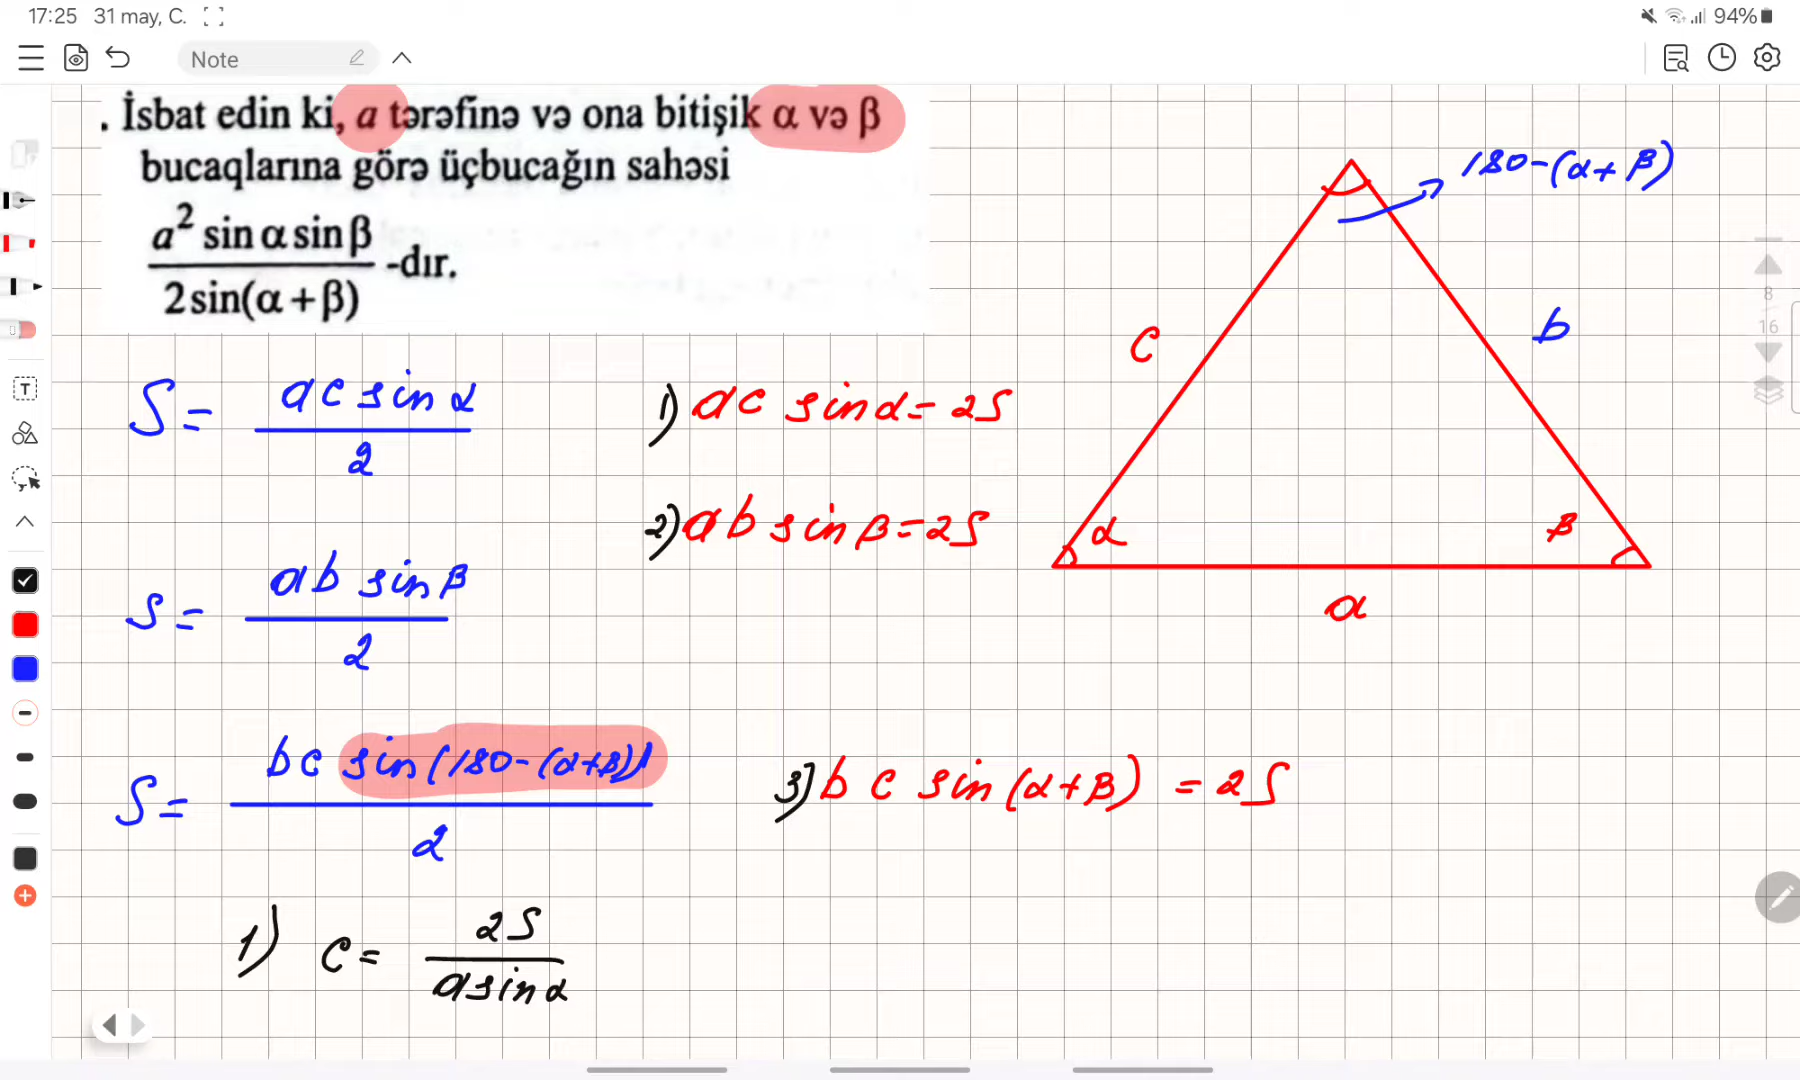 17:25 31 may, C.
94%
Note
. İsbat edin ki, a tərəfinə və ona bitişik α və β
bucaqlarına görə üçbucağın sahəsi
a² sin α sin β
2 sin(α + β)
-dır.
180-(α+β)
c
b
α
β
a
S = ac sin α
2
1) ac sin α = 2S
S = ab sin β
2
2) ab sin β = 2S
S = bc sin(180-(α+β))
2
3) bc sin(α+β) = 2S
1) c = 2S
a sin α
8
16
T